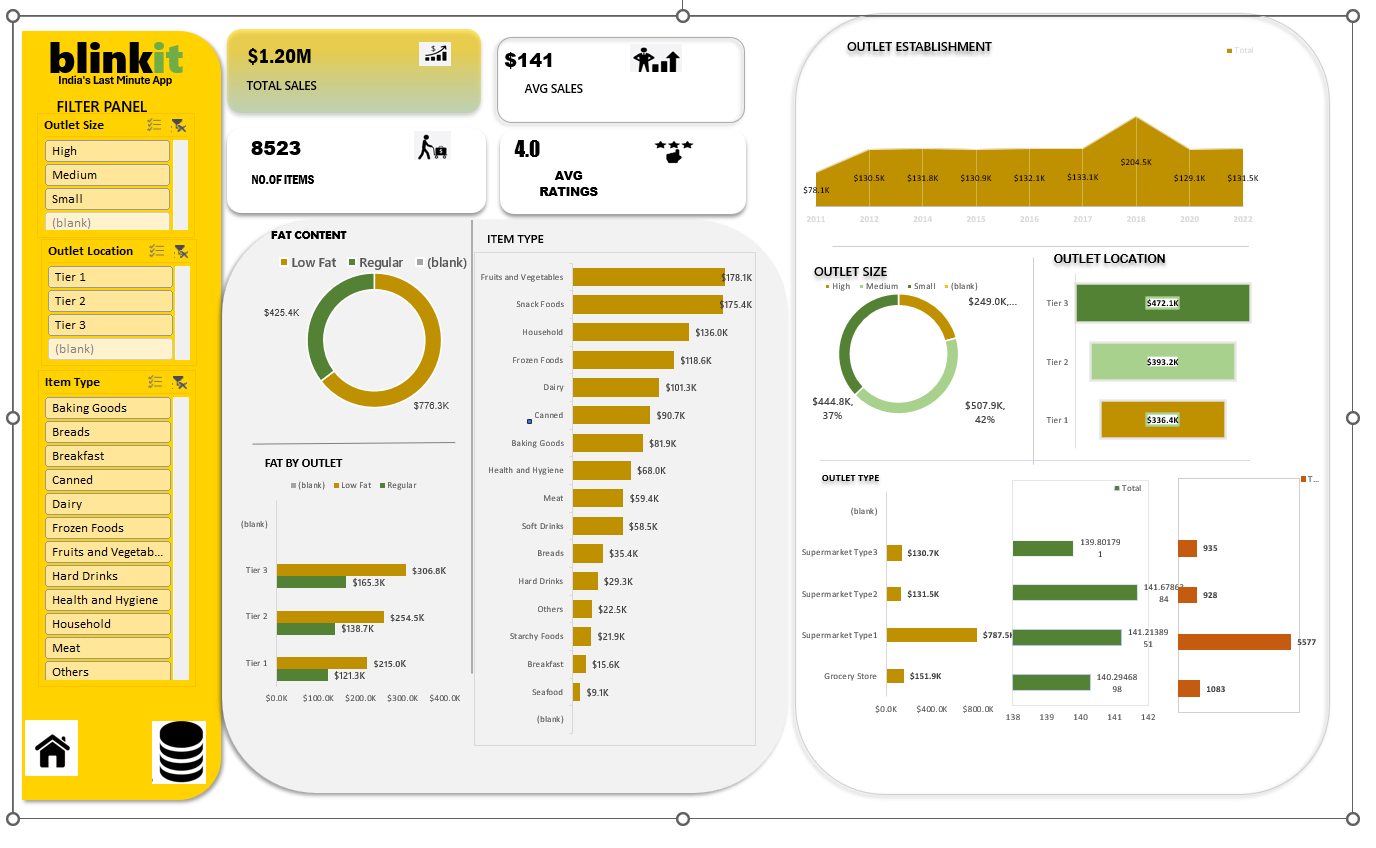 blinkit
India's Last Minute App
FILTER PANEL
Outlet Size
High
Medium
Small
(blank)
Outlet Location
Tier 1
Tier 2
Tier 3
(blank)
Item Type
Baking Goods
Breads
Breakfast
Canned
Dairy
Frozen Foods
Fruits and Vegetab...
Hard Drinks
Health and Hygiene
Household
Meat
Others
$1.20M
TOTAL SALES
$141
AVG SALES
8523
NO.OF ITEMS
4.0
AVG
RATINGS
FAT CONTENT
Low Fat Regular (blank)
$425.4K
$776.3K
FAT BY OUTLET
(blank) Low Fat Regular
(blank)
Tier 3 $306.8K
$165.3K
Tier 2 $254.5K
$138.7K
Tier 1 $215.0K
$121.3K
$0.0K $100.0K $200.0K $300.0K $400.0K
ITEM TYPE
Fruits and Vegetables $178.1K
Snack Foods $175.4K
Household $136.0K
Frozen Foods $118.6K
Dairy $101.3K
Canned $90.7K
Baking Goods $81.9K
Health and Hygiene $68.0K
Meat $59.4K
Soft Drinks $58.5K
Breads $35.4K
Hard Drinks $29.3K
Others $22.5K
Starchy Foods $21.9K
Breakfast $15.6K
Seafood $9.1K
(blank)
OUTLET ESTABLISHMENT
Total
$78.1K $130.5K $131.8K $130.9K $132.1K $133.1K $204.5K $129.1K $131.5K
2011 2012 2014 2015 2016 2017 2018 2020 2022
OUTLET SIZE
High Medium Small (blank)
$249.0K,...
$444.8K,
37%
$507.9K,
42%
OUTLET LOCATION
Tier 3 $472.1K
Tier 2 $393.2K
Tier 1 $336.4K
OUTLET TYPE
(blank)
Supermarket Type3 $130.7K
Supermarket Type2 $131.5K
Supermarket Type1 $787.5K
Grocery Store $151.9K
$0.0K $400.0K $800.0K
Total
139.80179
1
141.67863
84
141.21389
51
140.29468
98
138 139 140 141 142
T...
935
928
5577
1083